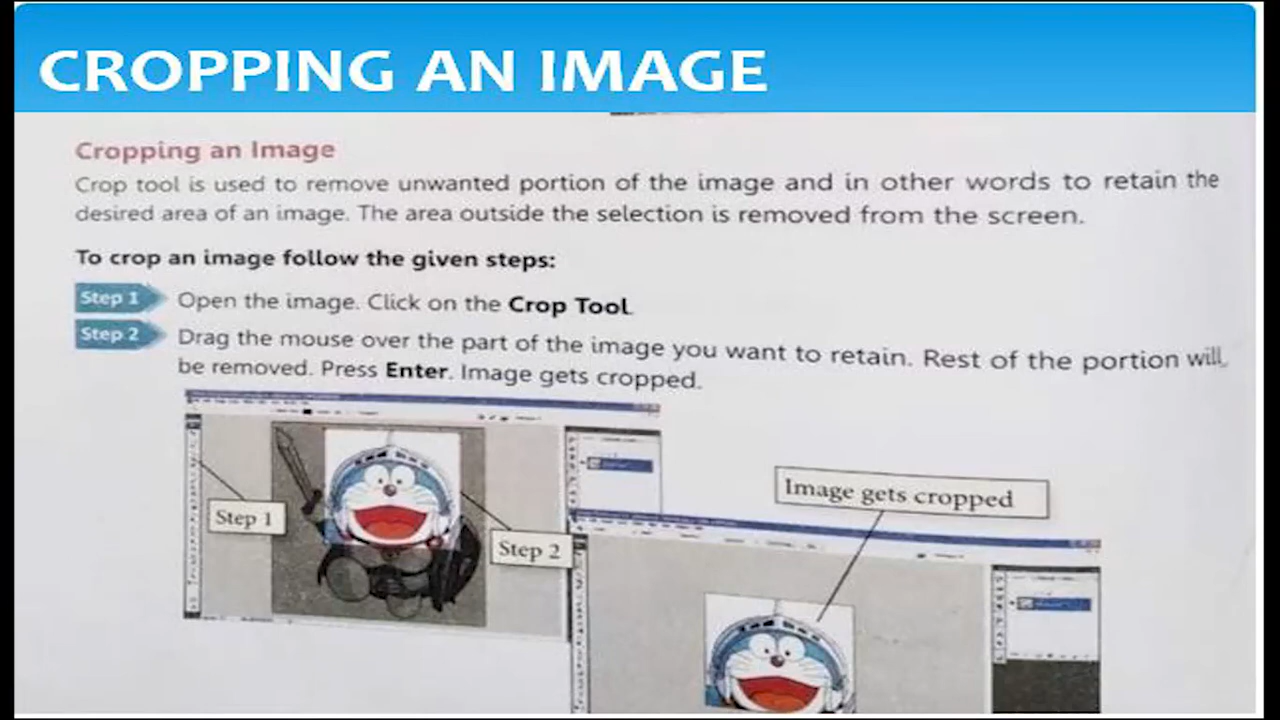 CROPPING AN IMAGE
Cropping an Image
Crop tool is used to remove unwanted portion of the image and in other words to retain the
desired area of an image. The area outside the selection is removed from the screen.
To crop an image follow the given steps:
Step 1
Open the image. Click on the Crop Tool
Step 2
Drag the mouse over the part of the image you want to retain. Rest of the portion will
be removed. Press Enter. Image gets cropped.
Step 1
Step 2
Image gets cropped